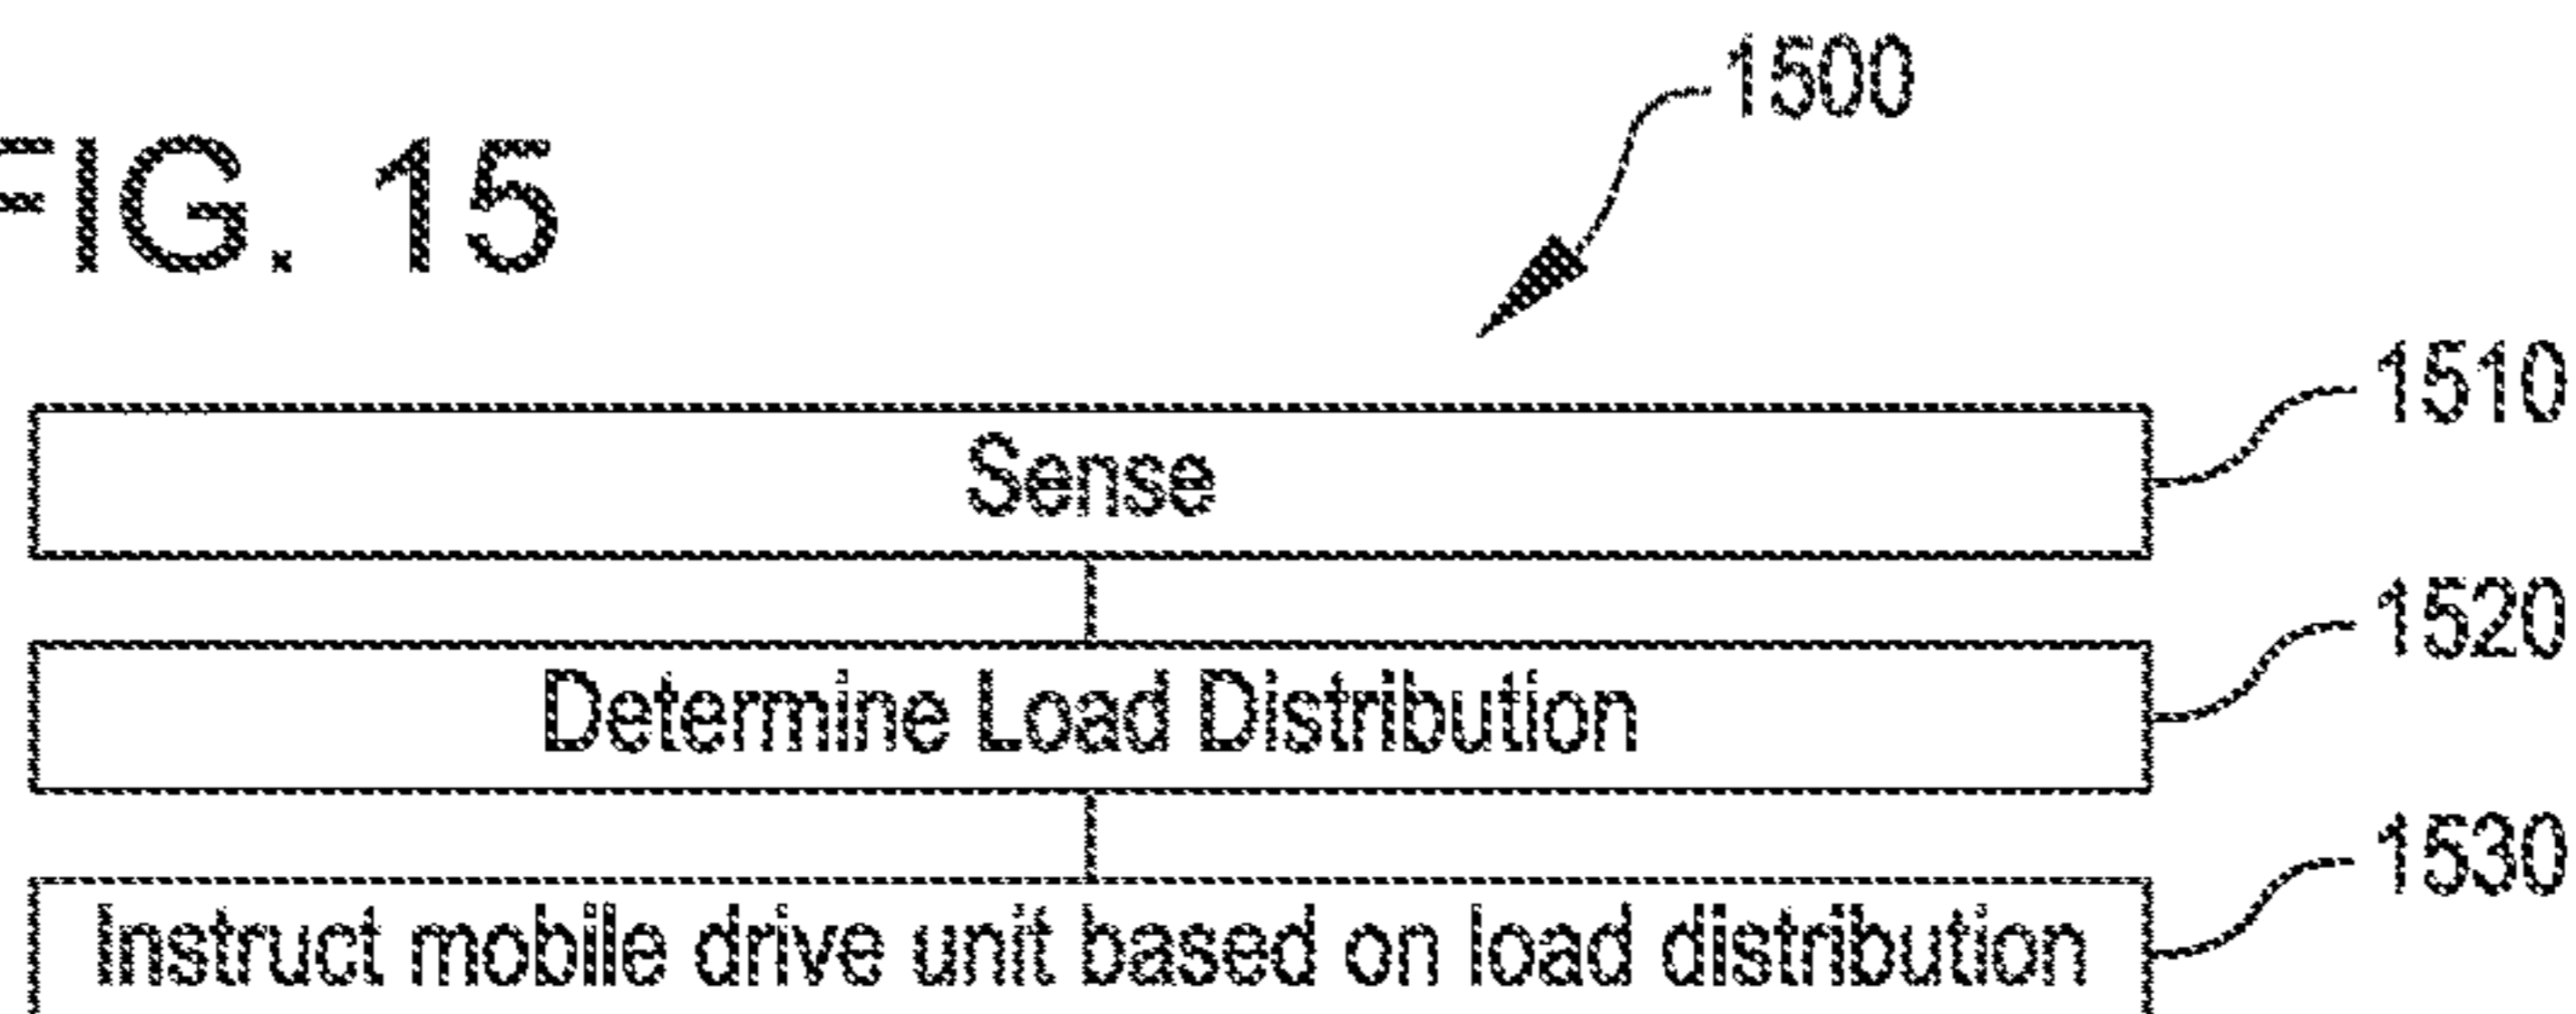 FIG. 15
1500
1510
Sense
1520
Determine Load Distribution
1530
Instruct mobile drive unit based on load distribution